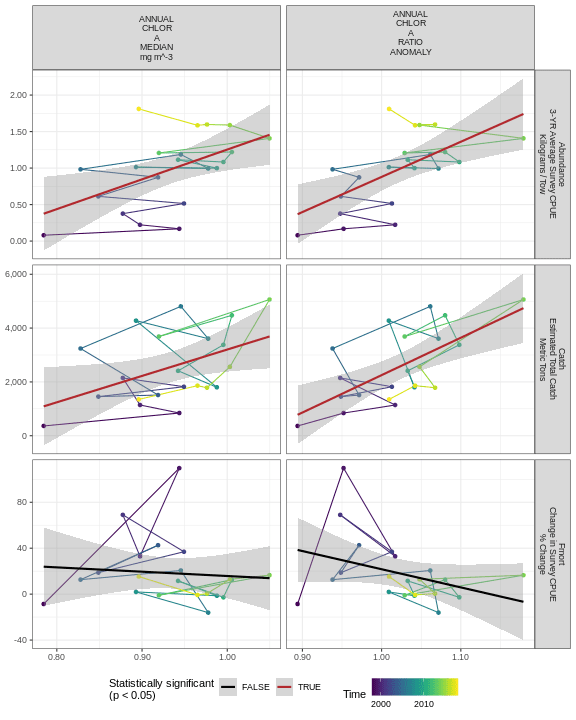 ANNUAL
CHLOR
A
MEDIAN
mg m^-3
ANNUAL
CHLOR
A
RATIO
ANOMALY
2.00
1.50
1.00
0.50
0.00
Abundance
3-YR Average Survey CPUE
Kilograms /Tow
6,000
4,000
2,000
0
Catch
Estimated Total Catch
Metric Tons
80
40
0
-40
Fmort
Change in Survey CPUE
% Change
0.80
0.90
1.00
0.90
1.00
1.10
Statistically significant
(p < 0.05)
FALSE
TRUE
Time
2000
2010